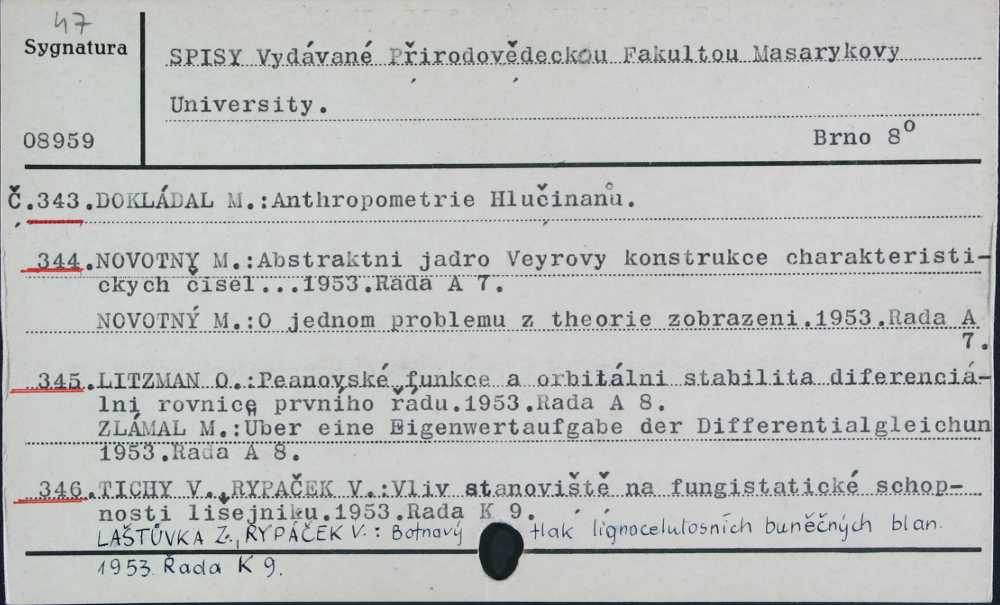 47
Sygnatura
SPISY Vydávané Přirodovědeckou Fakultou Masarykovy
University.
08959
Brno 8º
Č.343.DOKLÁDAL M.:Anthropometrie Hlučinanů.
344.NOVOTNY M.:Abstraktni jadro Veyrovy konstrukce charakteristi-
ckych čisel...1953.Rada A 7.
NOVOTNÝ M.:O jednom problemu z theorie zobrazeni.1953.Rada A
7.
345.LITZMAN O.:Peanovské funkce a orbitálni stabilita diferenciá-
lni rovnice prvniho řádu.1953.Rada A 8.
ZLÁMAL M.:Über eine Eigenwertaufgabe der Differentialgleichun
1953.Rada A 8.
346.TICHY V.,RYPAČEK V.:Vliv stanoviště na fungistatické schop-
nosti lišejniku.1953.Rada K 9.
LAŠTŮVKA Z., RYPÁČEK V.: Botnavý tlak lignocelulosních buněčných blan.
1953. Řada K 9.